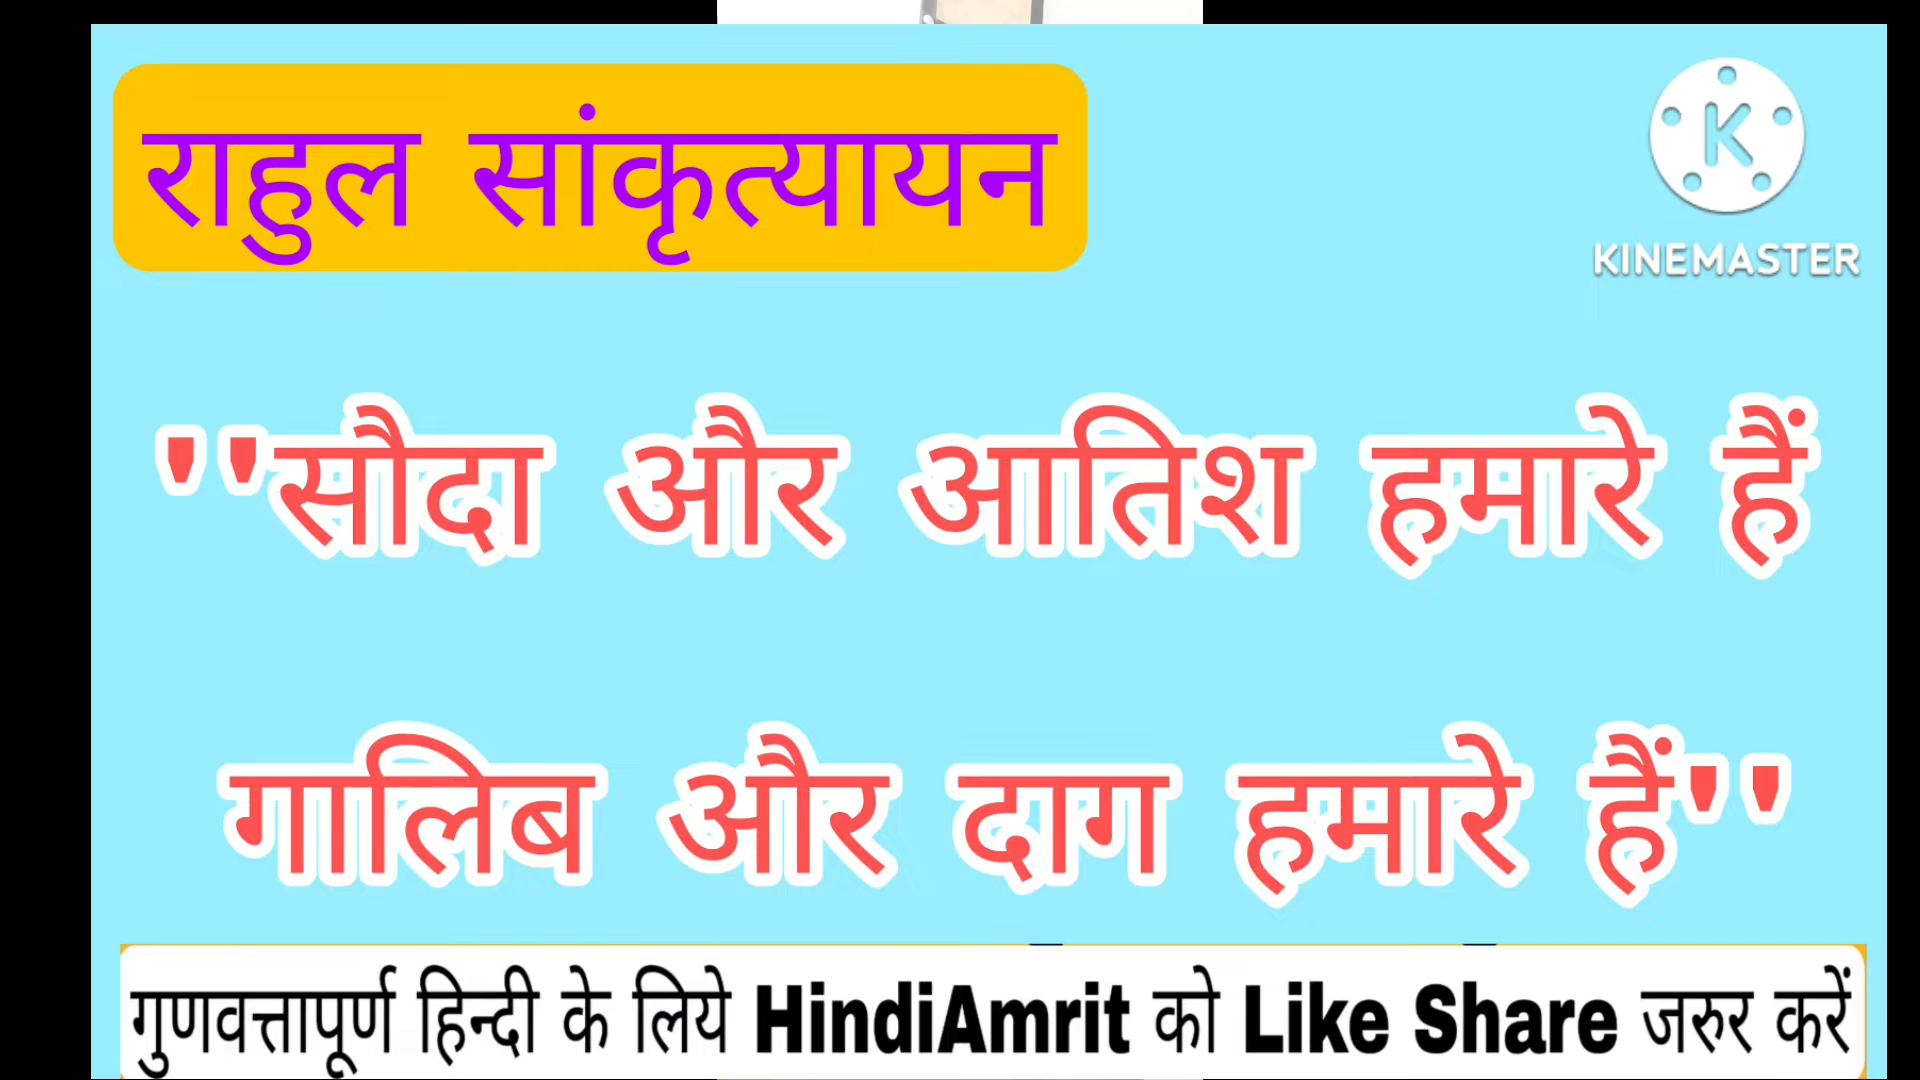 राहुल सांकृत्यायन
K
KINEMASTER
''सौदा और आतिश हमारे हैं
गालिब और दाग हमारे हैं''
गुणवत्तापूर्ण हिन्दी के लिये HindiAmrit को Like Share जरुर करें